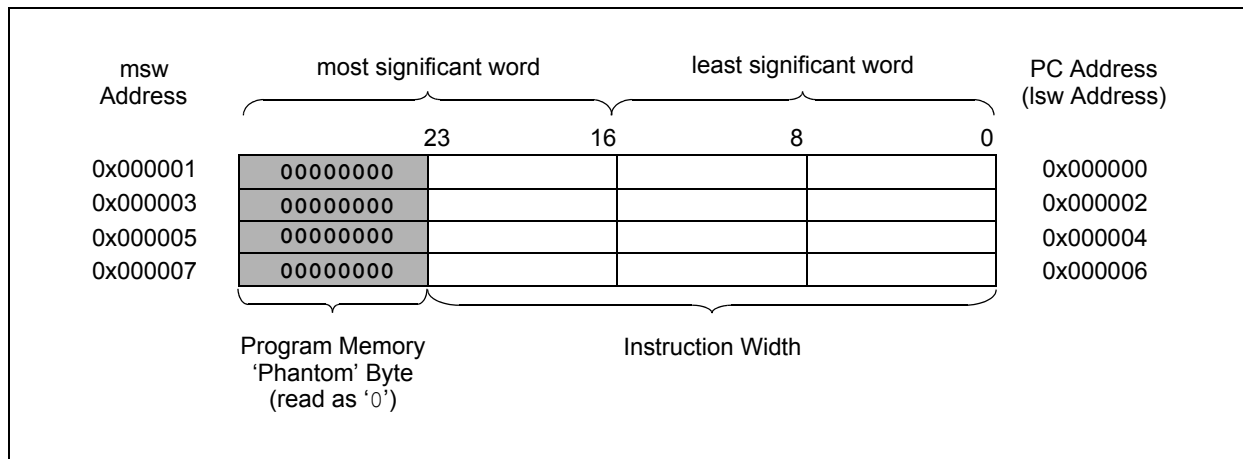 msw
Address
most significant word
least significant word
PC Address
(lsw Address)
23 16 8 0
0x000001 00000000 0x000000
0x000003 00000000 0x000002
0x000005 00000000 0x000004
0x000007 00000000 0x000006
Program Memory
‘Phantom’ Byte
(read as ‘0’)
Instruction Width